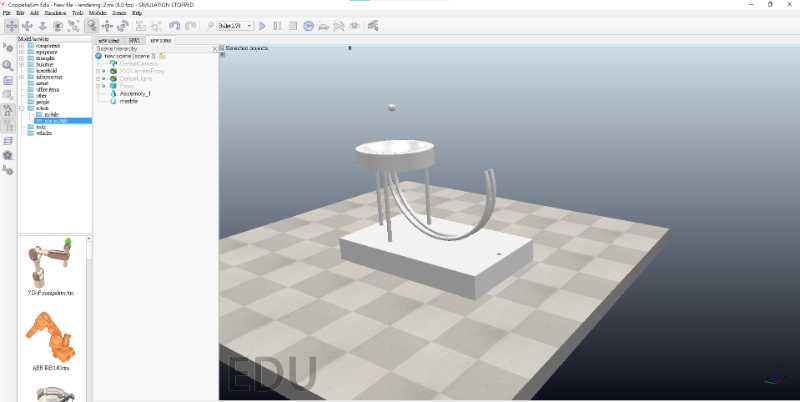 CoppeliaSim Edu - New file - rendering: 2 ms (8.0 fps) - SIMULATION STOPPED
File Edit Add Simulation Tools Modules Scenes Help
Bullet 2.78
Model browser
components
equipment
examples
furniture
household
infrastructure
nature
office items
other
people
robots
mobile
non-mobile
tools
vehicles
7 DoF manipulator.ttm
ABB IRB 140.ttm
new scene HW1 new scene
Scene hierarchy
new scene (scene 1)
DefaultCamera
XYZCameraProxy
DefaultLights
Floor
Assembly_1
marble
Selected objects
EDU